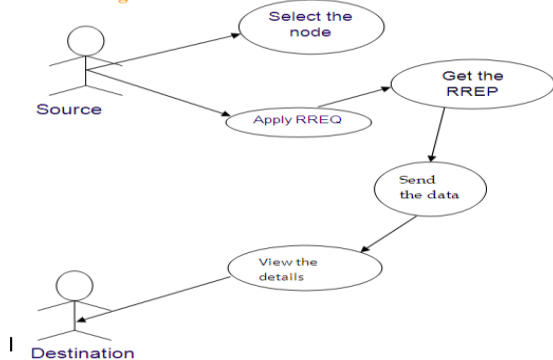 Select the
node
Source
Apply RREQ
Get the
RREP
Send
the data
View the
details
I
Destination